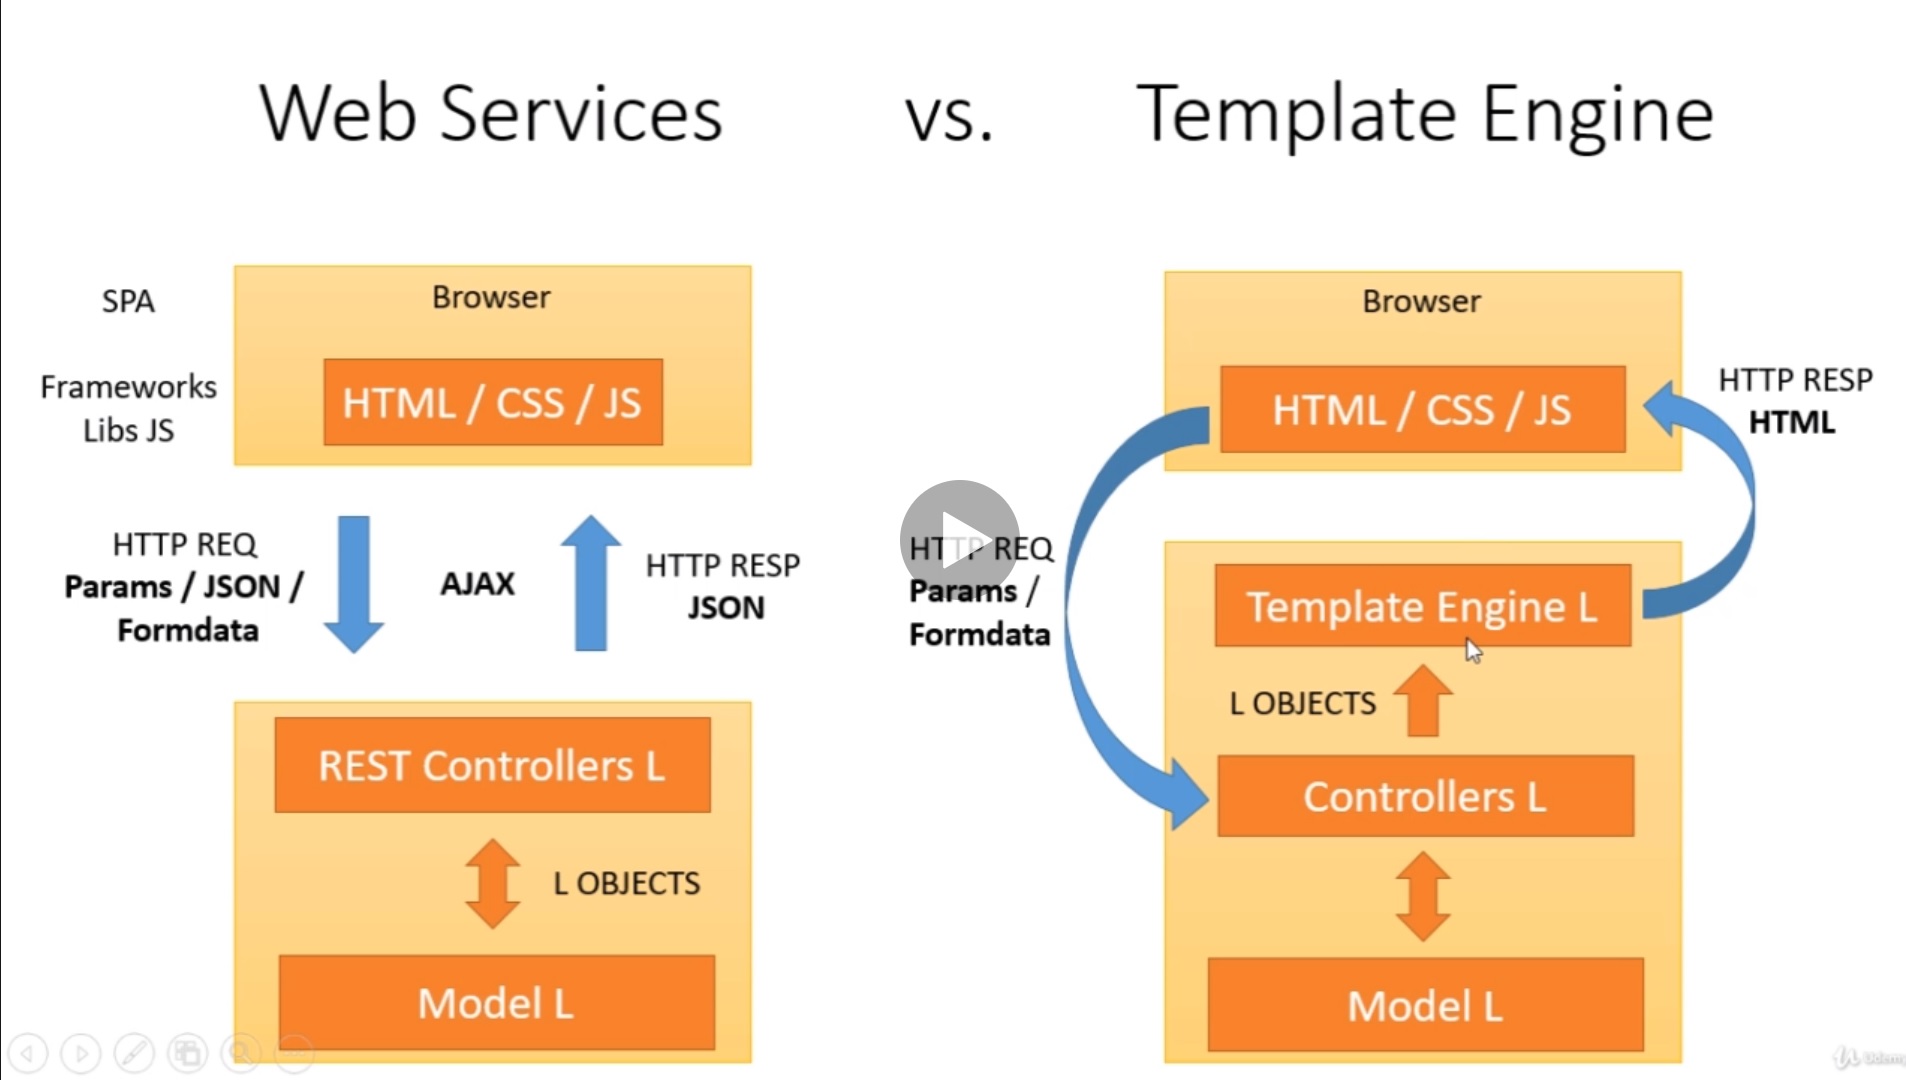 Web Services vs. Template Engine
SPA
Browser
Frameworks
Libs JS
HTML / CSS / JS
HTTP REQ
Params / JSON /
Formdata
AJAX
HTTP RESP
JSON
REST Controllers L
L OBJECTS
Model L
Browser
HTML / CSS / JS
HTTP RESP
HTML
HTTP REQ
Params /
Formdata
Template Engine L
L OBJECTS
Controllers L
Model L
Udemy